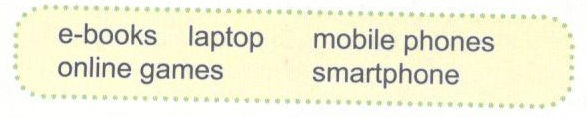 e-books laptop mobile phones
online games smartphone